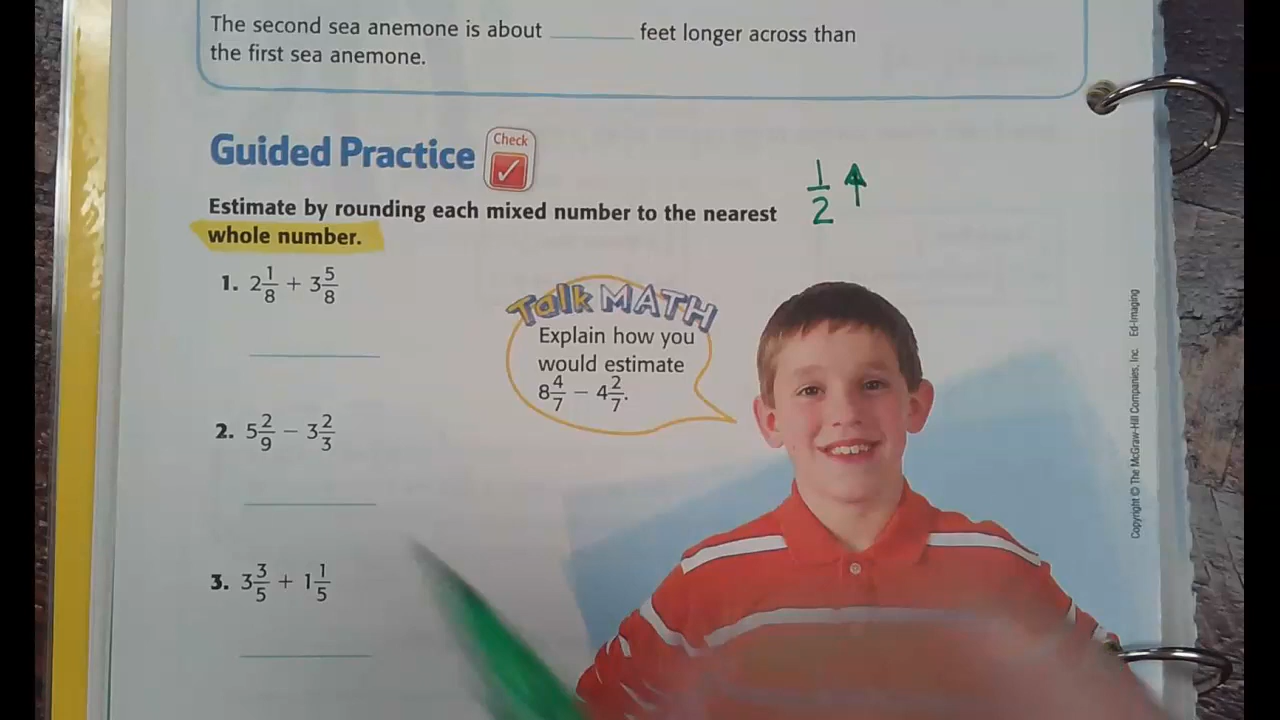 The second sea anemone is about ______ feet longer across than
the first sea anemone.
Guided Practice
Check
Estimate by rounding each mixed number to the nearest
whole number.
1/2 ↑
1. 2 1/8 + 3 5/8
2. 5 2/9 − 3 2/3
3. 3 3/5 + 1 1/5
Talk MATH
Explain how you
would estimate
8 4/7 − 4 2/7.
Copyright © The McGraw-Hill Companies, Inc. Ed-Imaging